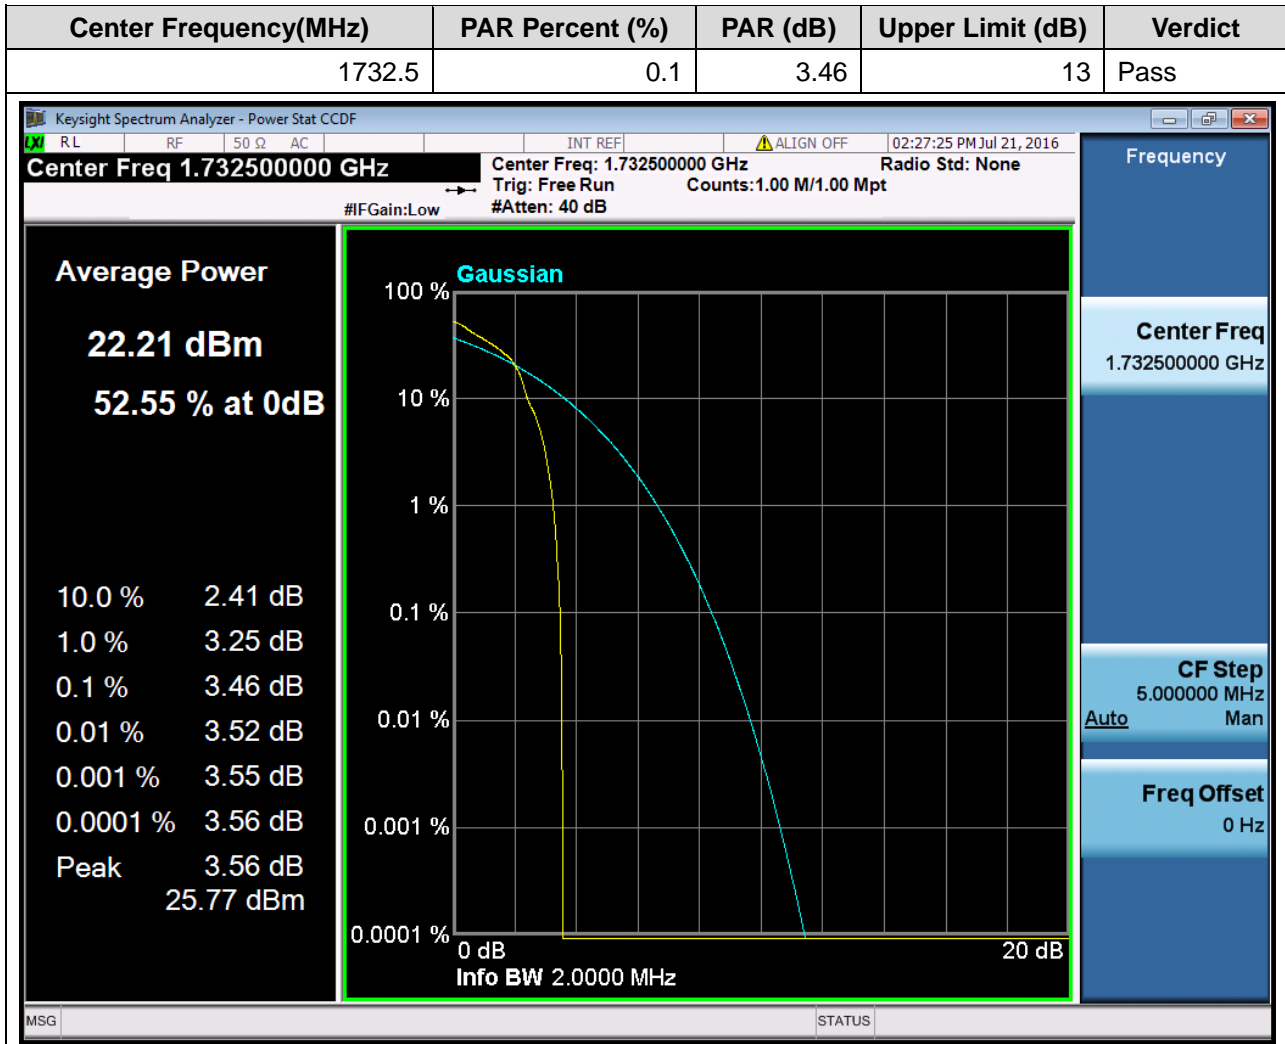 Center Frequency(MHz) PAR Percent (%) PAR (dB) Upper Limit (dB) Verdict
1732.5 0.1 3.46 13 Pass
Keysight Spectrum Analyzer - Power Stat CCDF
LXI RL RF 50 Ω AC INT REF ALIGN OFF 02:27:25 PM Jul 21, 2016
Center Freq 1.732500000 GHz
Center Freq: 1.732500000 GHz Radio Std: None
Trig: Free Run Counts:1.00 M/1.00 Mpt
#IFGain:Low #Atten: 40 dB
Frequency
Average Power
22.21 dBm
52.55 % at 0dB
10.0 % 2.41 dB
1.0 % 3.25 dB
0.1 % 3.46 dB
0.01 % 3.52 dB
0.001 % 3.55 dB
0.0001 % 3.56 dB
Peak 3.56 dB
25.77 dBm
Gaussian
100 %
10 %
1 %
0.1 %
0.01 %
0.001 %
0.0001 %
0 dB 20 dB
Info BW 2.0000 MHz
Center Freq
1.732500000 GHz
CF Step
5.000000 MHz
Auto Man
Freq Offset
0 Hz
MSG STATUS